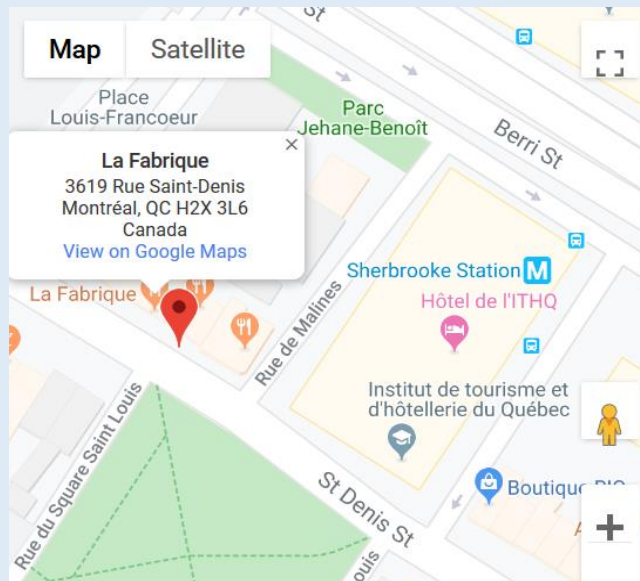 St
Map
Satellite
Place
Louis-Francoeur
Parc
Jehane-Benoît
Berri St
La Fabrique
3619 Rue Saint-Denis
Montréal, QC H2X 3L6
Canada
View on Google Maps
Sherbrooke Station
M
La Fabrique
Hôtel de l'ITHQ
Rue de Malines
Institut de tourisme et
d'hôtellerie du Québec
Rue du Square Saint Louis
St Denis St
Boutique
ouis